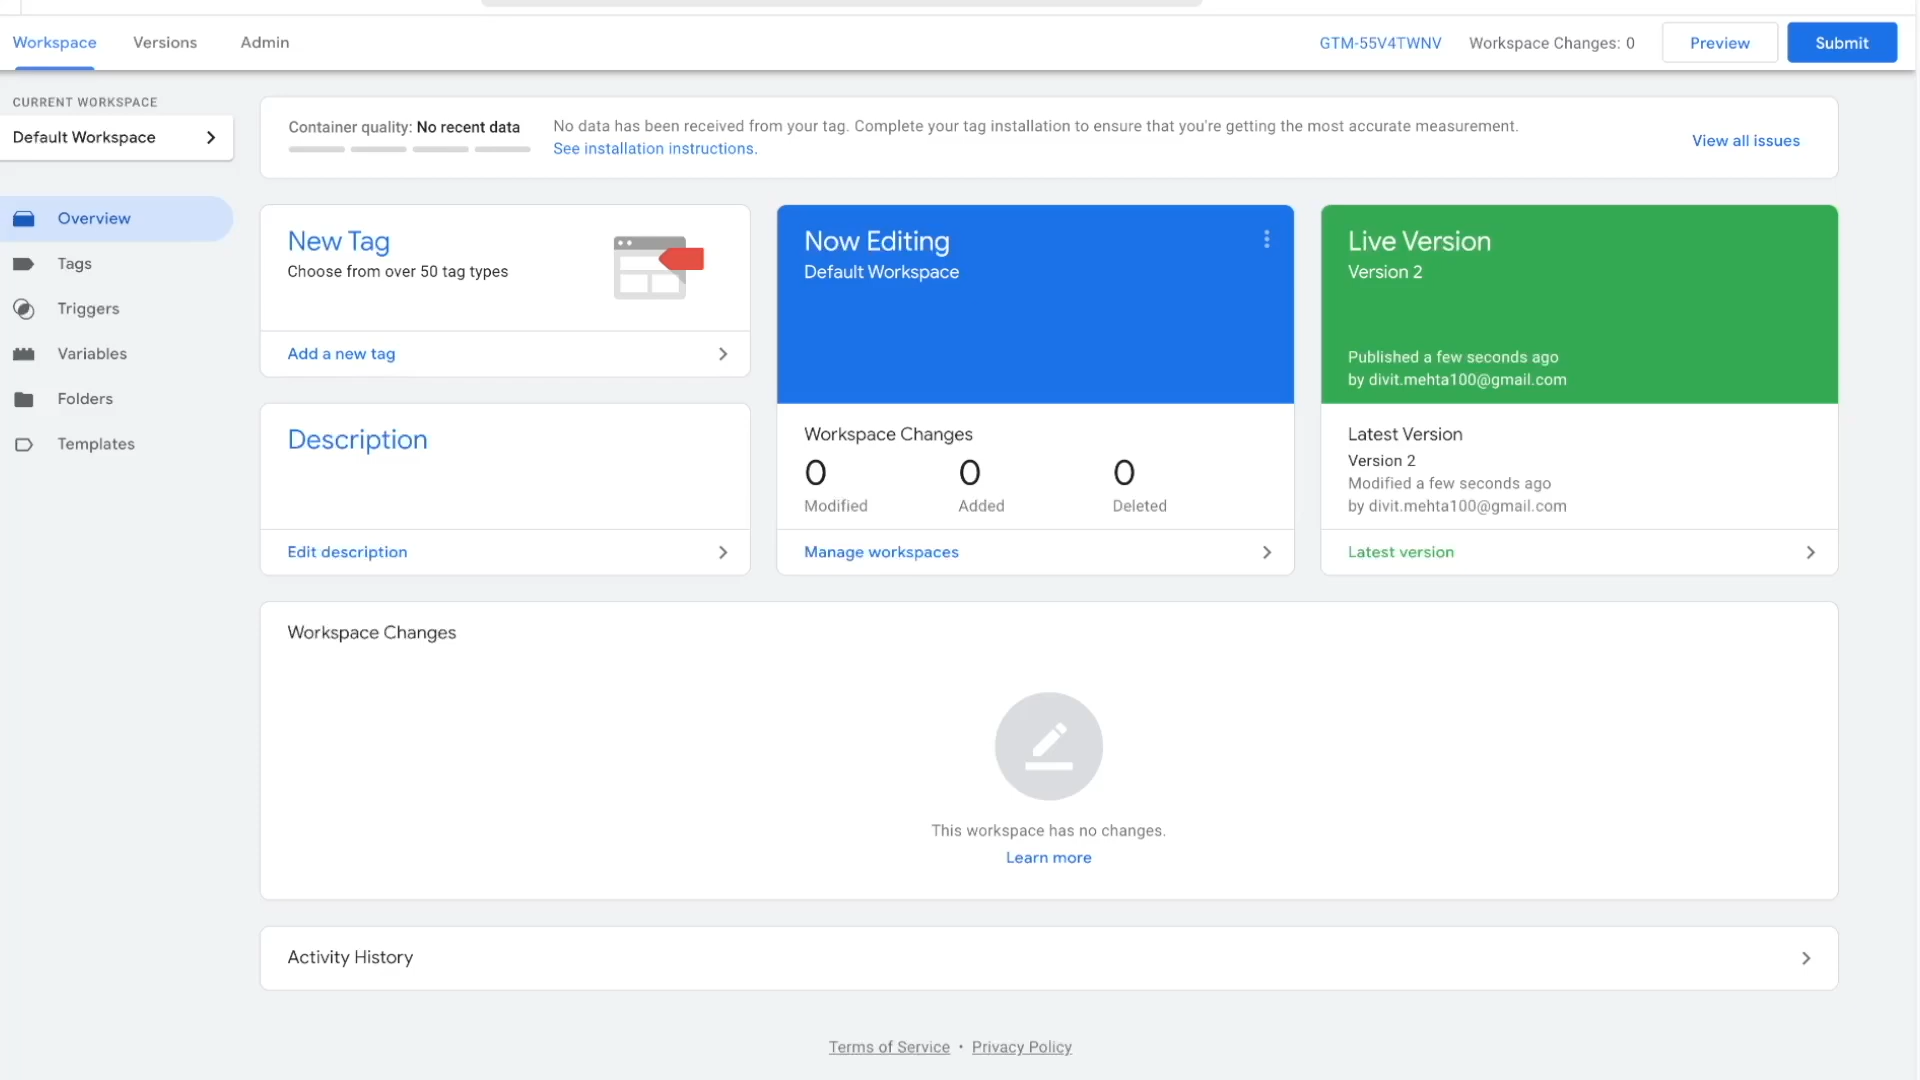 Workspace
Versions
Admin
GTM-55V4TWNV
Workspace Changes: 0
Preview
Submit
CURRENT WORKSPACE
Default Workspace
Overview
Tags
Triggers
Variables
Folders
Templates
Container quality: No recent data
No data has been received from your tag. Complete your tag installation to ensure that you're getting the most accurate measurement.
See installation instructions.
View all issues
New Tag
Choose from over 50 tag types
Add a new tag
Description
Edit description
Now Editing
Default Workspace
Workspace Changes
0 0 0
Modified Added Deleted
Manage workspaces
Live Version
Version 2
Published a few seconds ago
by divit.mehta100@gmail.com
Latest Version
Version 2
Modified a few seconds ago
by divit.mehta100@gmail.com
Latest version
Workspace Changes
This workspace has no changes.
Learn more
Activity History
Terms of Service • Privacy Policy